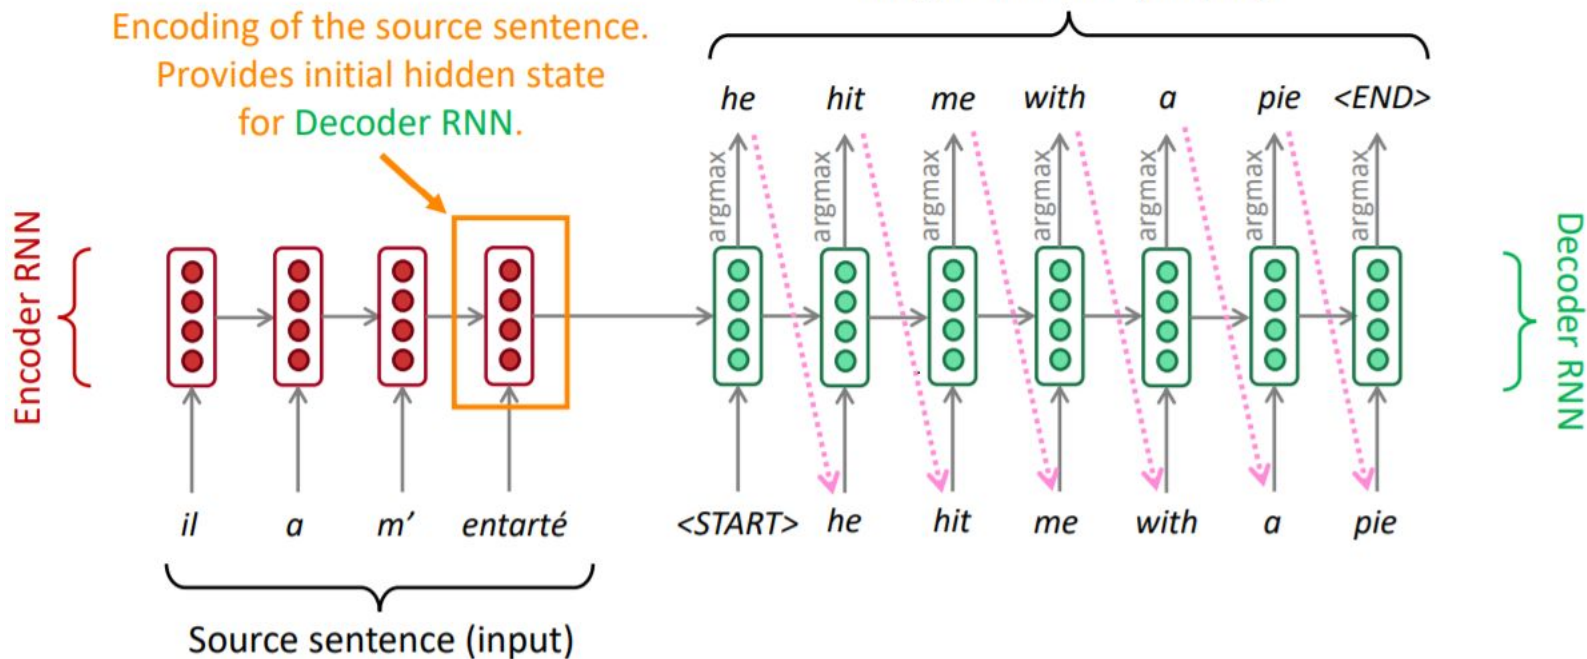 Encoding of the source sentence.
Provides initial hidden state
for Decoder RNN.
he hit me with a pie <END>
argmax argmax argmax argmax argmax argmax argmax
Encoder RNN
Decoder RNN
il a m’ entarté
<START> he hit me with a pie
Source sentence (input)